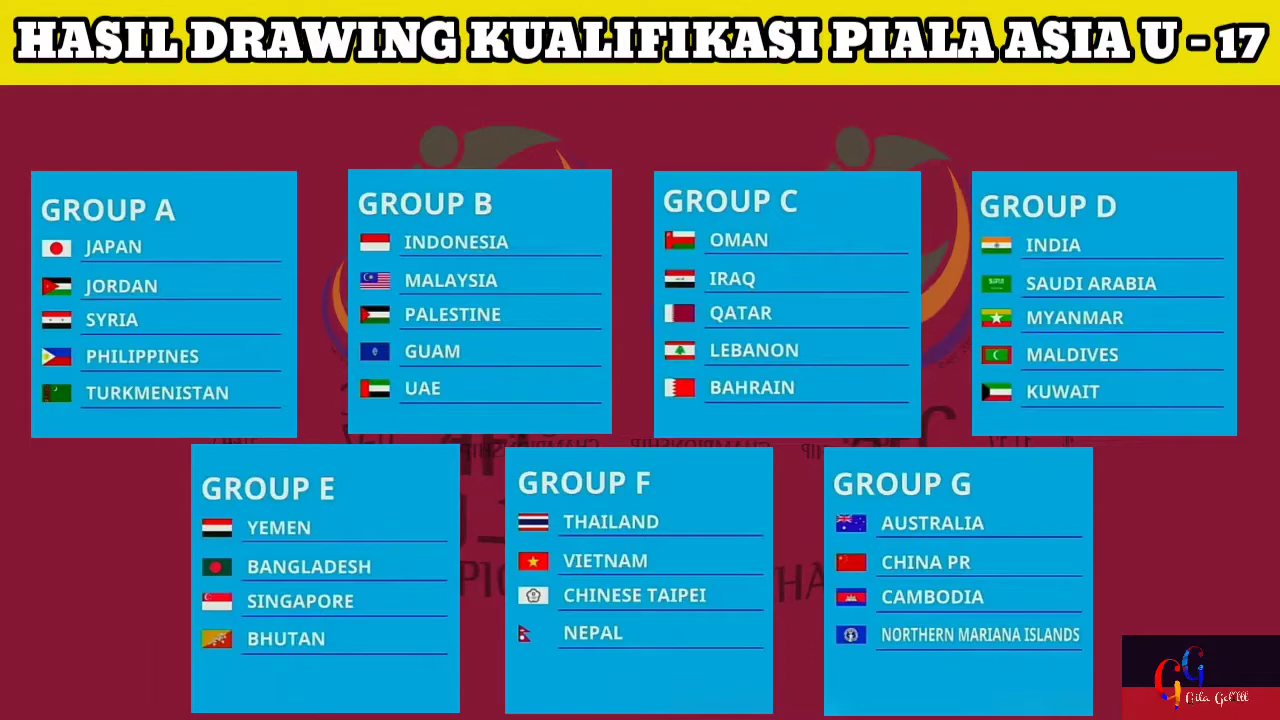 HASIL DRAWING KUALIFIKASI PIALA ASIA U - 17
GROUP A
JAPAN
JORDAN
SYRIA
PHILIPPINES
TURKMENISTAN
GROUP B
INDONESIA
MALAYSIA
PALESTINE
GUAM
UAE
GROUP C
OMAN
IRAQ
QATAR
LEBANON
BAHRAIN
GROUP D
INDIA
SAUDI ARABIA
MYANMAR
MALDIVES
KUWAIT
GROUP E
YEMEN
BANGLADESH
SINGAPORE
BHUTAN
GROUP F
THAILAND
VIETNAM
CHINESE TAIPEI
NEPAL
GROUP G
AUSTRALIA
CHINA PR
CAMBODIA
NORTHERN MARIANA ISLANDS
GG